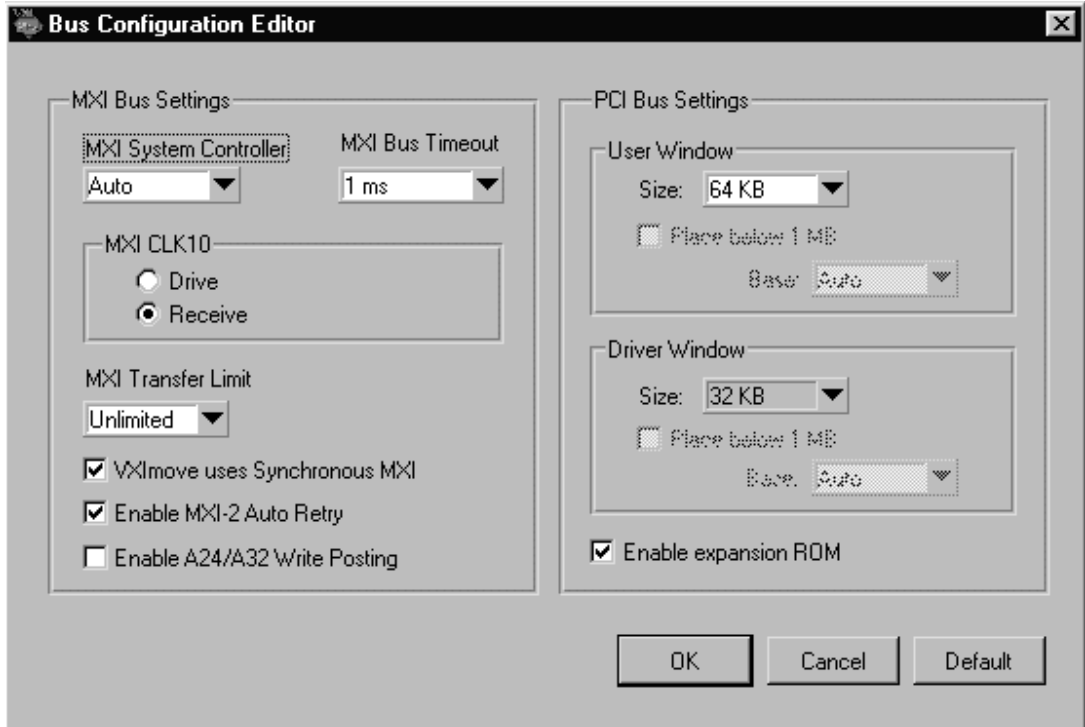 Bus Configuration Editor
MXI Bus Settings
MXI System Controller
MXI Bus Timeout
Auto
1 ms
MXI CLK10
Drive
Receive
MXI Transfer Limit
Unlimited
VXImove uses Synchronous MXI
Enable MXI-2 Auto Retry
Enable A24/A32 Write Posting
PCI Bus Settings
User Window
Size: 64 KB
Place below 1 MB
Base: Auto
Driver Window
Size: 32 KB
Place below 1 MB
Base: Auto
Enable expansion ROM
OK
Cancel
Default